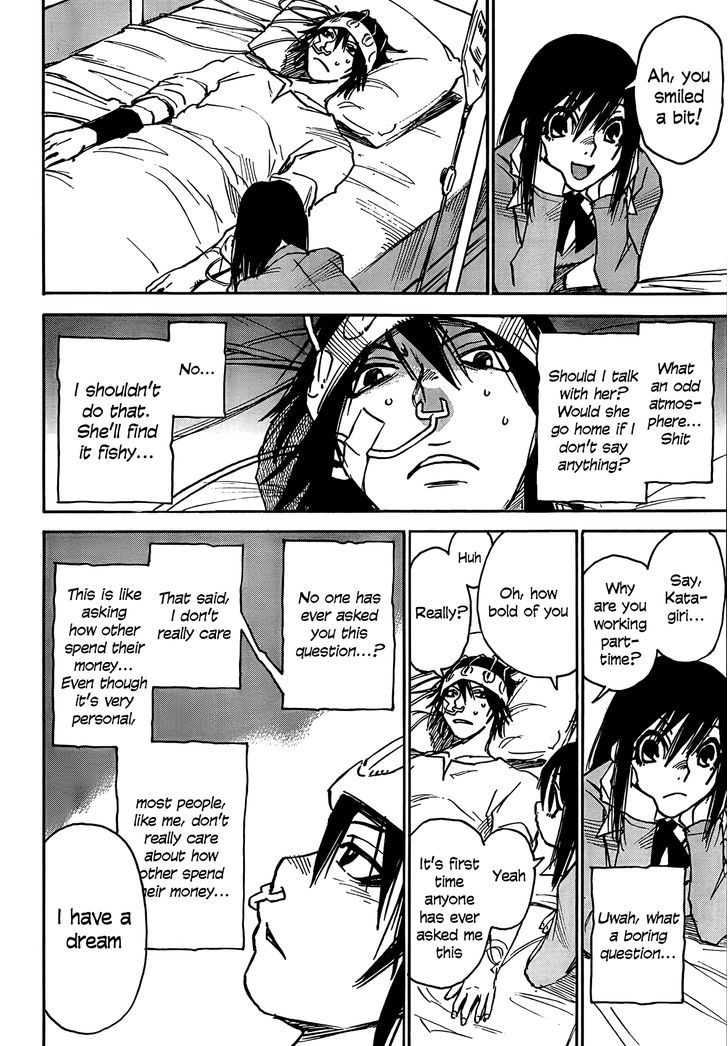 Ah, you
smiled
a bit!
What
an odd
atmos-
phere...
Shit
Should I talk
with her?
Would she
go home if I
don't say
anything?
No...
I shouldn't
do that.
She'll find
it fishy...
Say,
Kata-
giri...
Why
are you
working
part-
time?
Uwah, what
a boring
question...
Oh, how
bold of you
Huh
Really?
Yeah
It's first
time
anyone
has ever
asked me
this
No one has
ever asked
you this
question...?
That said,
I don't
really care
This is like
asking
how other
spend their
money...
Even though
it's very
personal,
most people,
like me, don't
really care
about how
other spend
their money...
I have a
dream